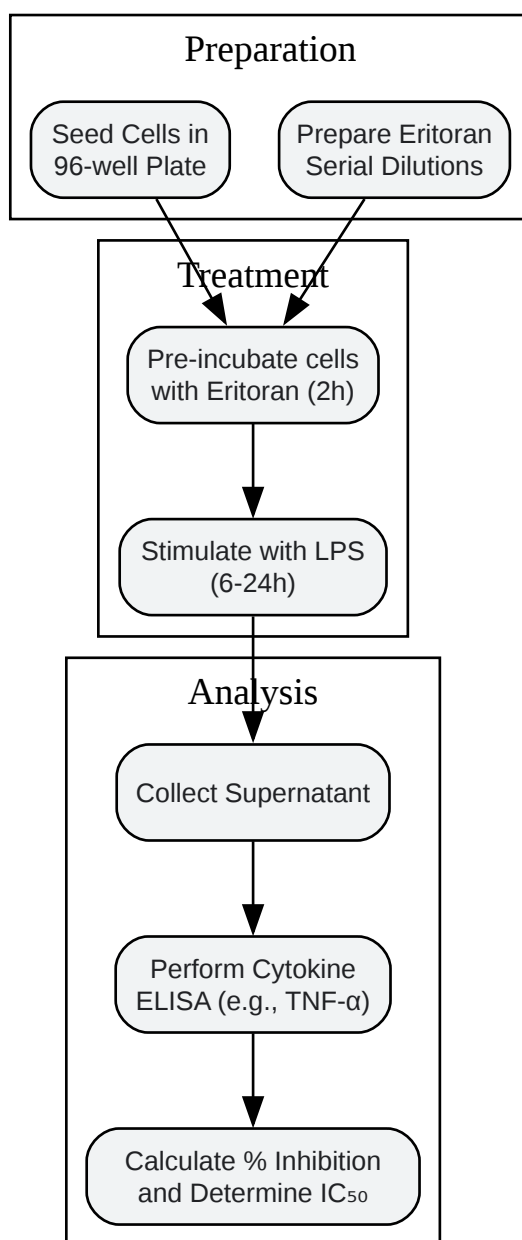 Preparation
Seed Cells in
96-well Plate
Prepare Eritoran
Serial Dilutions
Treatment
Pre-incubate cells
with Eritoran (2h)
Stimulate with LPS
(6-24h)
Analysis
Collect Supernatant
Perform Cytokine
ELISA (e.g., TNF-α)
Calculate % Inhibition
and Determine IC₅₀